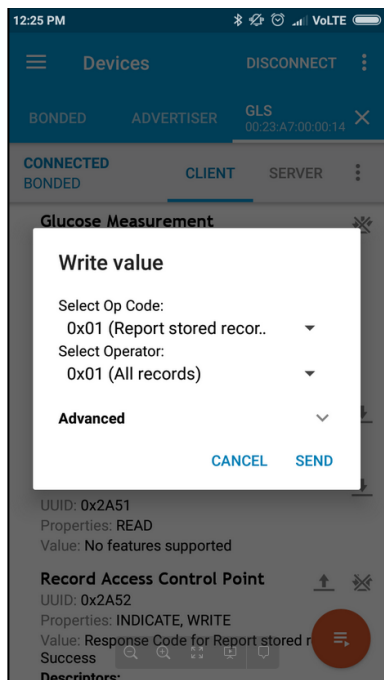 12:25 PM VoLTE
Devices DISCONNECT
BONDED ADVERTISER GLS
00:23:A7:00:00:14
CONNECTED
BONDED CLIENT SERVER
Glucose Measurement
Write value
Select Op Code:
0x01 (Report stored recor..
Select Operator:
0x01 (All records)
Advanced
CANCEL SEND
UUID: 0x2A51
Properties: READ
Value: No features supported
Record Access Control Point
UUID: 0x2A52
Properties: INDICATE, WRITE
Value: Response Code for Report stored r
Success
Descriptors: